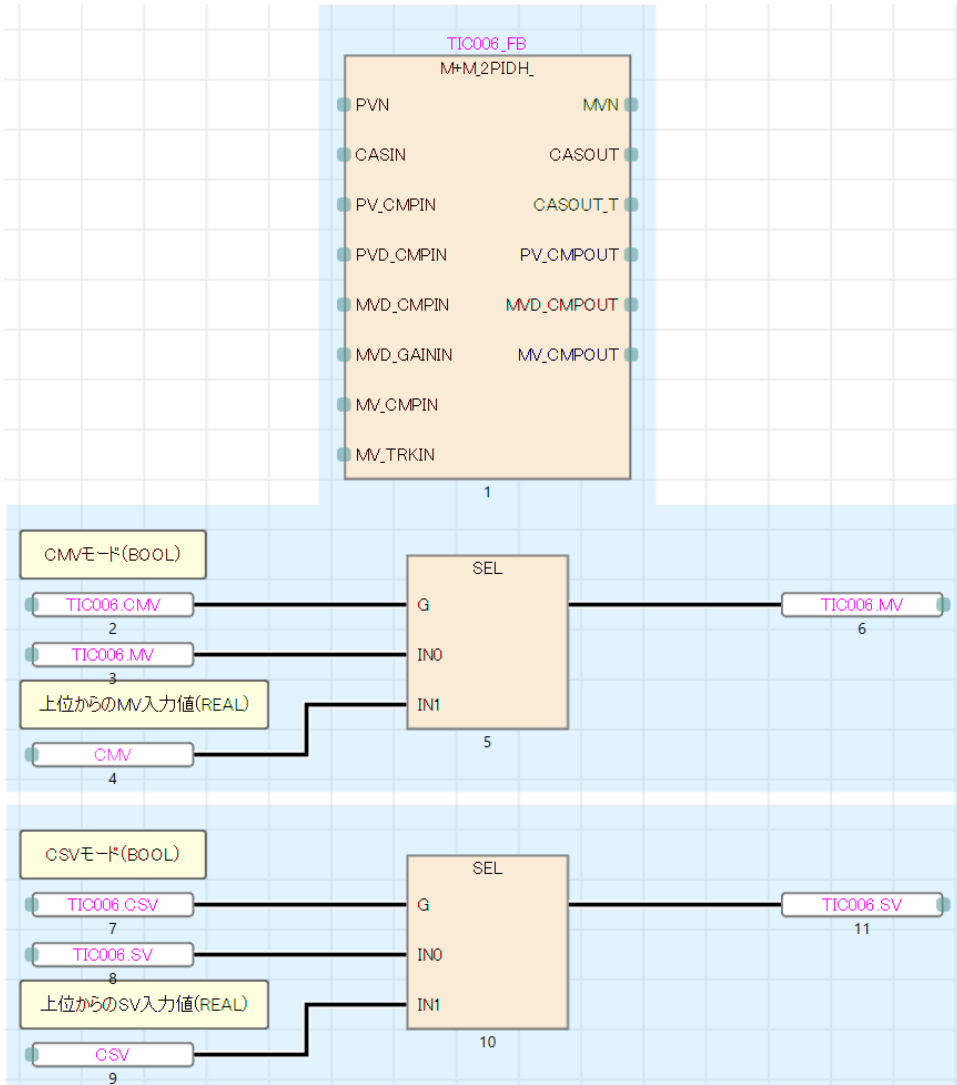 TIC006_FB
M+M_2PIDH_
PVN MVN
CASIN CASOUT
PV_CMPIN CASOUT_T
PVD_CMPIN PV_CMPOUT
MVD_CMPIN MVD_CMPOUT
MVD_GAININ MV_CMPOUT
MV_CMPIN
MV_TRKIN
1
CMVモード(BOOL)
SEL
TIC006.CMV G TIC006.MV
2 6
TIC006.MV IN0
3
上位からのMV入力値(REAL) IN1
5
CMV
4
CSVモード(BOOL)
SEL
TIC006.CSV G TIC006.SV
7 11
TIC006.SV IN0
8
上位からのSV入力値(REAL) IN1
10
CSV
9